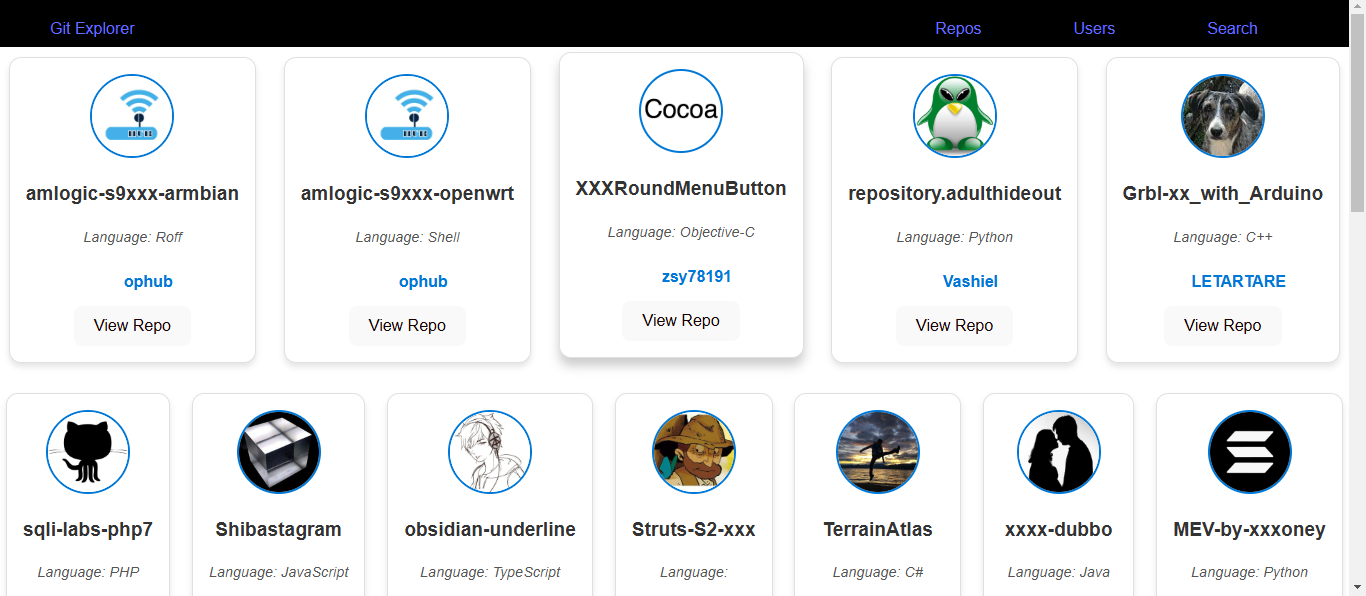 Git Explorer Repos Users Search
Cocoa
amlogic-s9xxx-armbian amlogic-s9xxx-openwrt XXXRoundMenuButton repository.adulthideout Grbl-xx_with_Arduino
Language: Roff Language: Shell Language: Objective-C Language: Python Language: C++
ophub ophub zsy78191 Vashiel LETARTARE
View Repo View Repo View Repo View Repo View Repo
sqli-labs-php7 Shibastagram obsidian-underline Struts-S2-xxx TerrainAtlas xxxx-dubbo MEV-by-xxxoney
Language: PHP Language: JavaScript Language: TypeScript Language: Language: C# Language: Java Language: Python